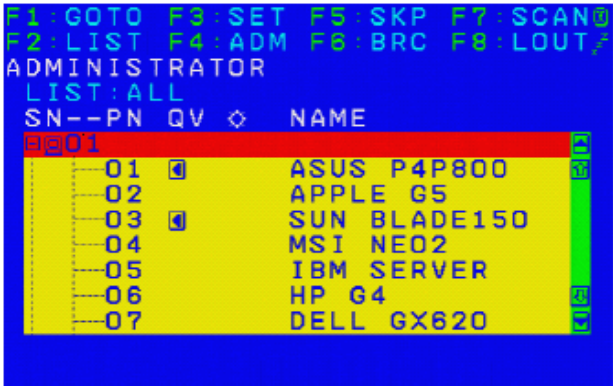 F1:GOTO F3:SET F5:SKP F7:SCAN
F2:LIST F4:ADM F6:BRC F8:LOUT zzz
ADMINISTRATOR
LIST:ALL
SN--PN QV NAME
01
01 ASUS P4P800
02 APPLE G5
03 SUN BLADE150
04 MSI NEO2
05 IBM SERVER
06 HP G4
07 DELL GX620